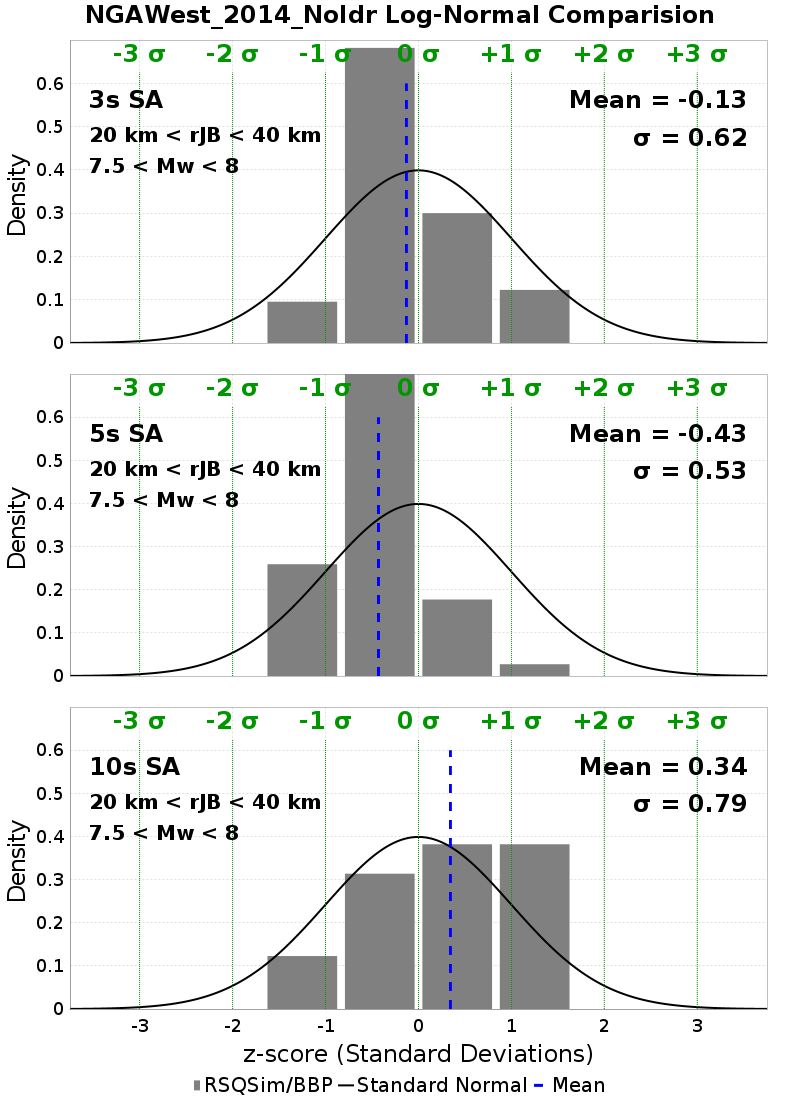 NGAWest_2014_NoIdr Log-Normal Comparision
-3 σ -2 σ -1 σ 0 σ +1 σ +2 σ +3 σ
3s SA
20 km < rJB < 40 km
7.5 < Mw < 8
Mean = -0.13
σ = 0.62
Density
0.6
0.5
0.4
0.3
0.2
0.1
0
-3 σ -2 σ -1 σ 0 σ +1 σ +2 σ +3 σ
5s SA
20 km < rJB < 40 km
7.5 < Mw < 8
Mean = -0.43
σ = 0.53
Density
0.6
0.5
0.4
0.3
0.2
0.1
0
-3 σ -2 σ -1 σ 0 σ +1 σ +2 σ +3 σ
10s SA
20 km < rJB < 40 km
7.5 < Mw < 8
Mean = 0.34
σ = 0.79
Density
0.6
0.5
0.4
0.3
0.2
0.1
0
-3 -2 -1 0 1 2 3
z-score (Standard Deviations)
RSQSim/BBP Standard Normal Mean